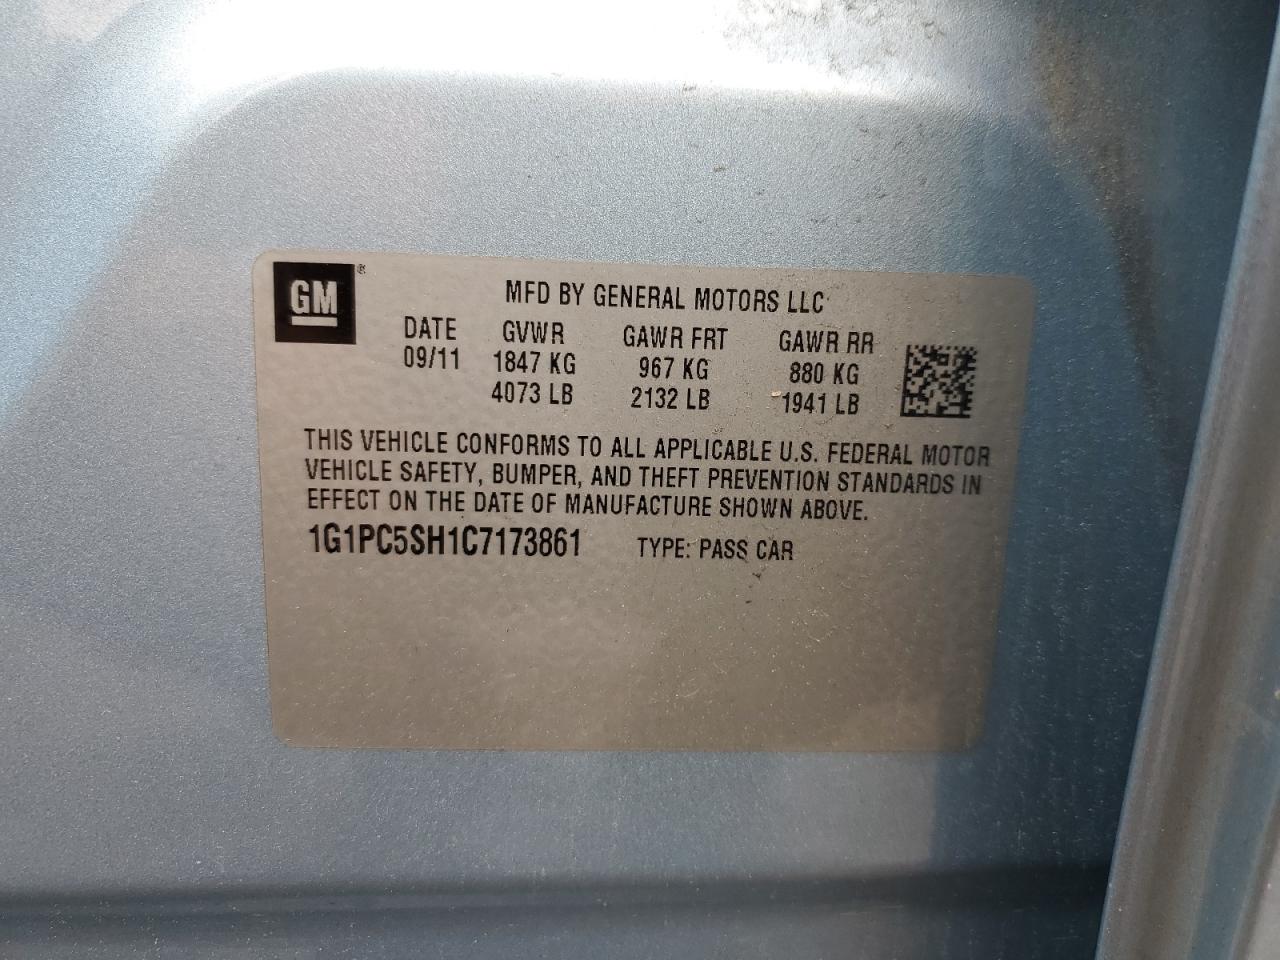 GM®
MFD BY GENERAL MOTORS LLC
DATE GVWR GAWR FRT GAWR RR
09/11 1847 KG 967 KG 880 KG
4073 LB 2132 LB 1941 LB
THIS VEHICLE CONFORMS TO ALL APPLICABLE U.S. FEDERAL MOTOR
VEHICLE SAFETY, BUMPER, AND THEFT PREVENTION STANDARDS IN
EFFECT ON THE DATE OF MANUFACTURE SHOWN ABOVE.
1G1PC5SH1C7173861 TYPE: PASS CAR